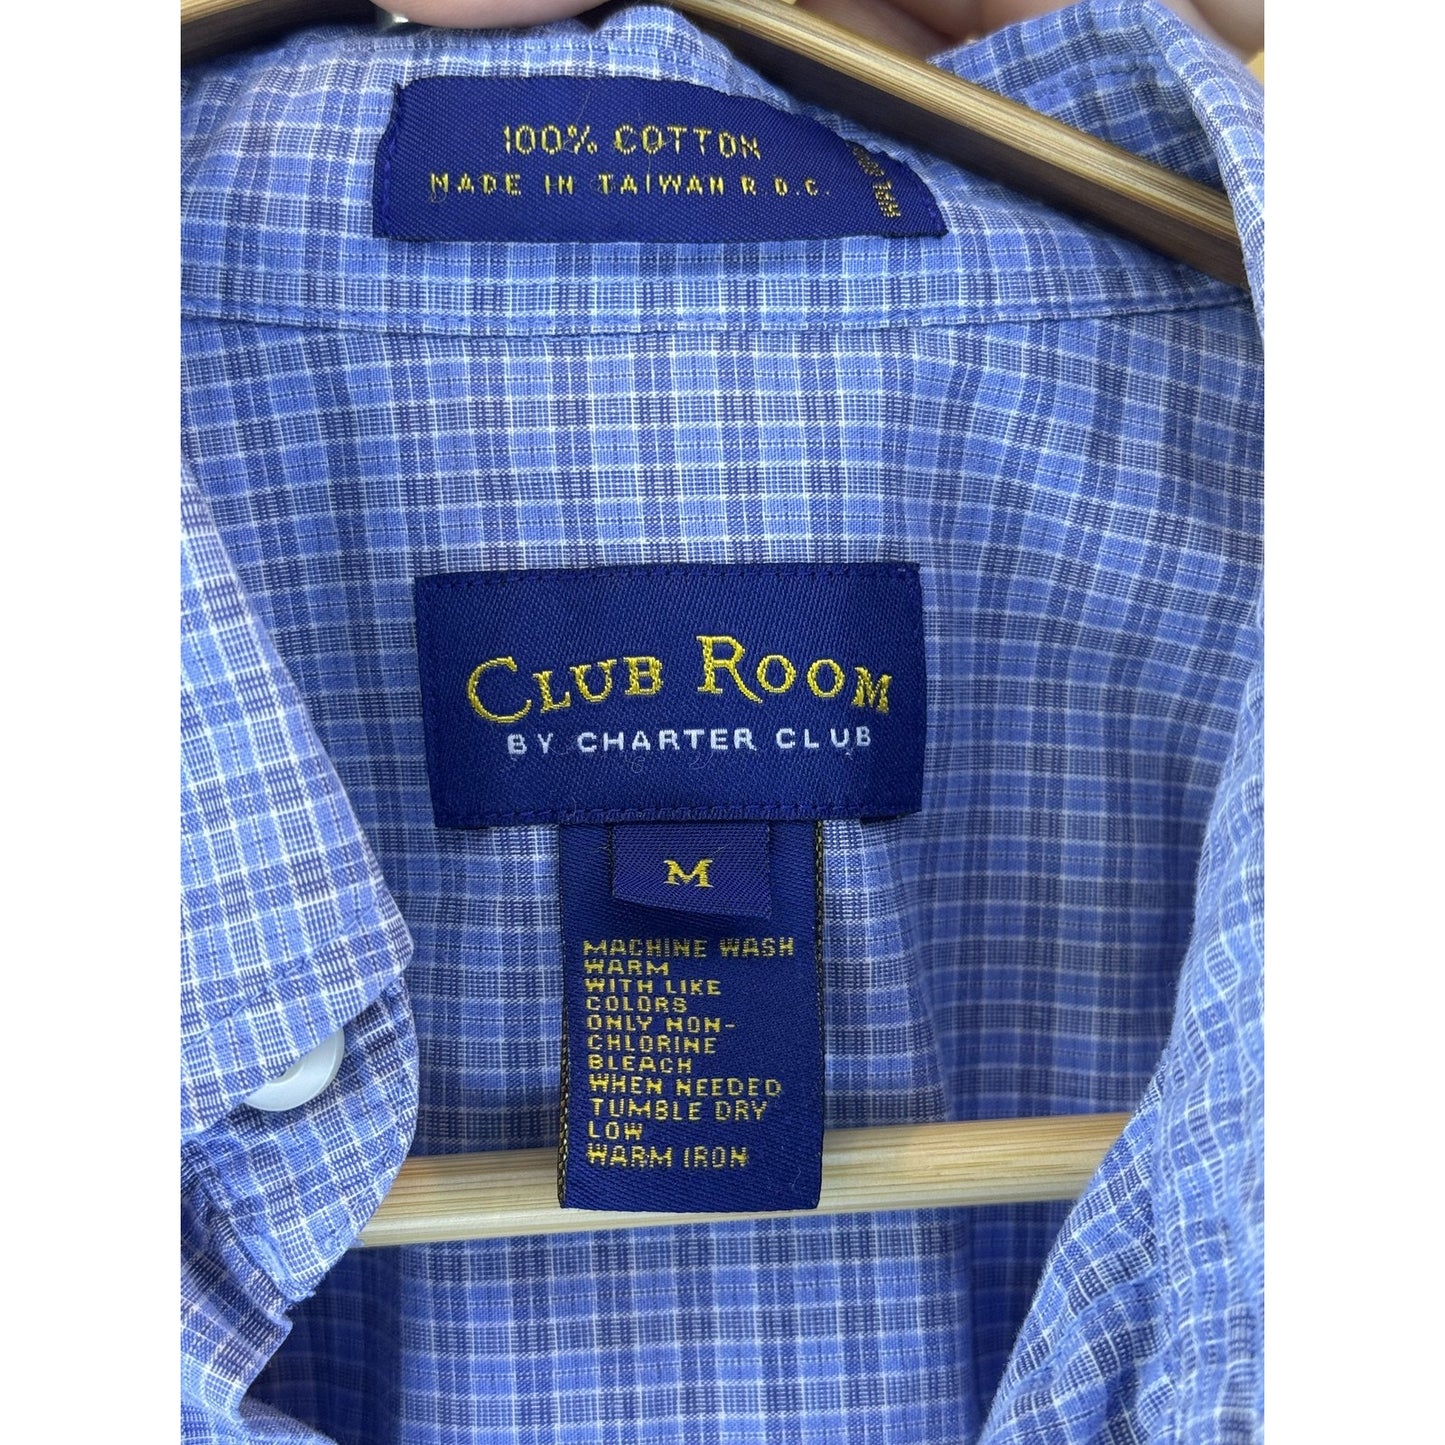 100% COTTON
MADE IN TAIWAN R.O.C.
CLUB ROOM
BY CHARTER CLUB
M
MACHINE WASH
WARM
WITH LIKE
COLORS
ONLY NON-
CHLORINE
BLEACH
WHEN NEEDED
TUMBLE DRY
LOW
WARM IRON